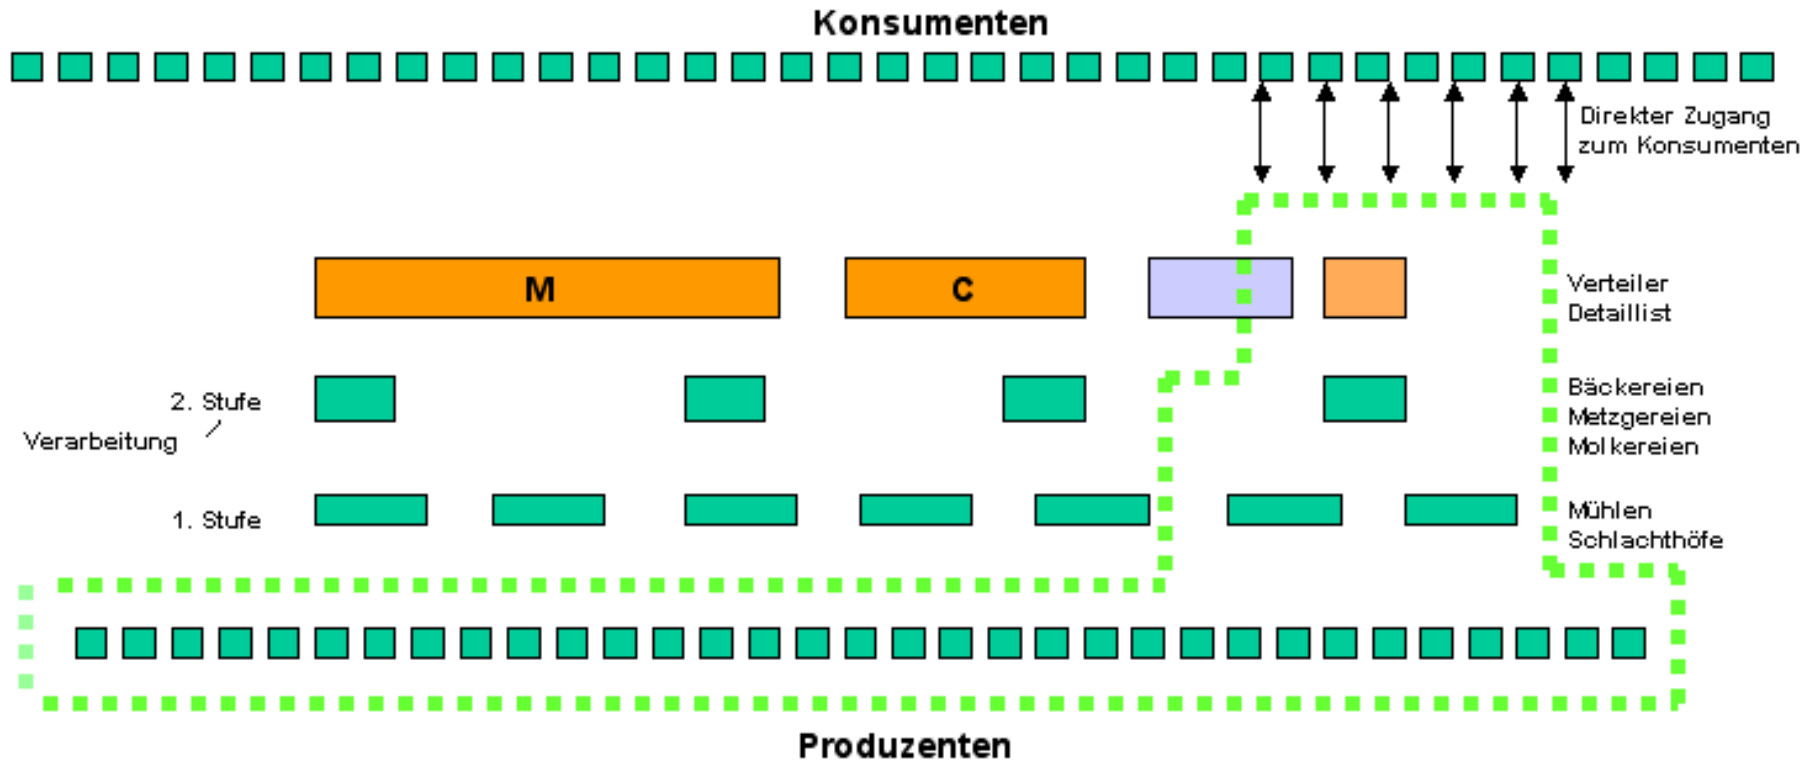 Konsumenten
Direkter Zugang
zum Konsumenten
M
C
Verteiler
Detaillist
2. Stufe
Verarbeitung
Bäckereien
Metzgereien
Molkereien
1. Stufe
Mühlen
Schlachthöfe
Produzenten